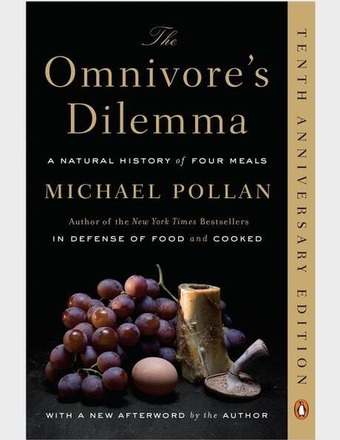 The
Omnivore's
Dilemma
A NATURAL HISTORY of FOUR MEALS
MICHAEL POLLAN
Author of the New York Times Bestsellers
IN DEFENSE OF FOOD and COOKED
WITH A NEW AFTERWORD by the AUTHOR
TENTH ANNIVERSARY EDITION